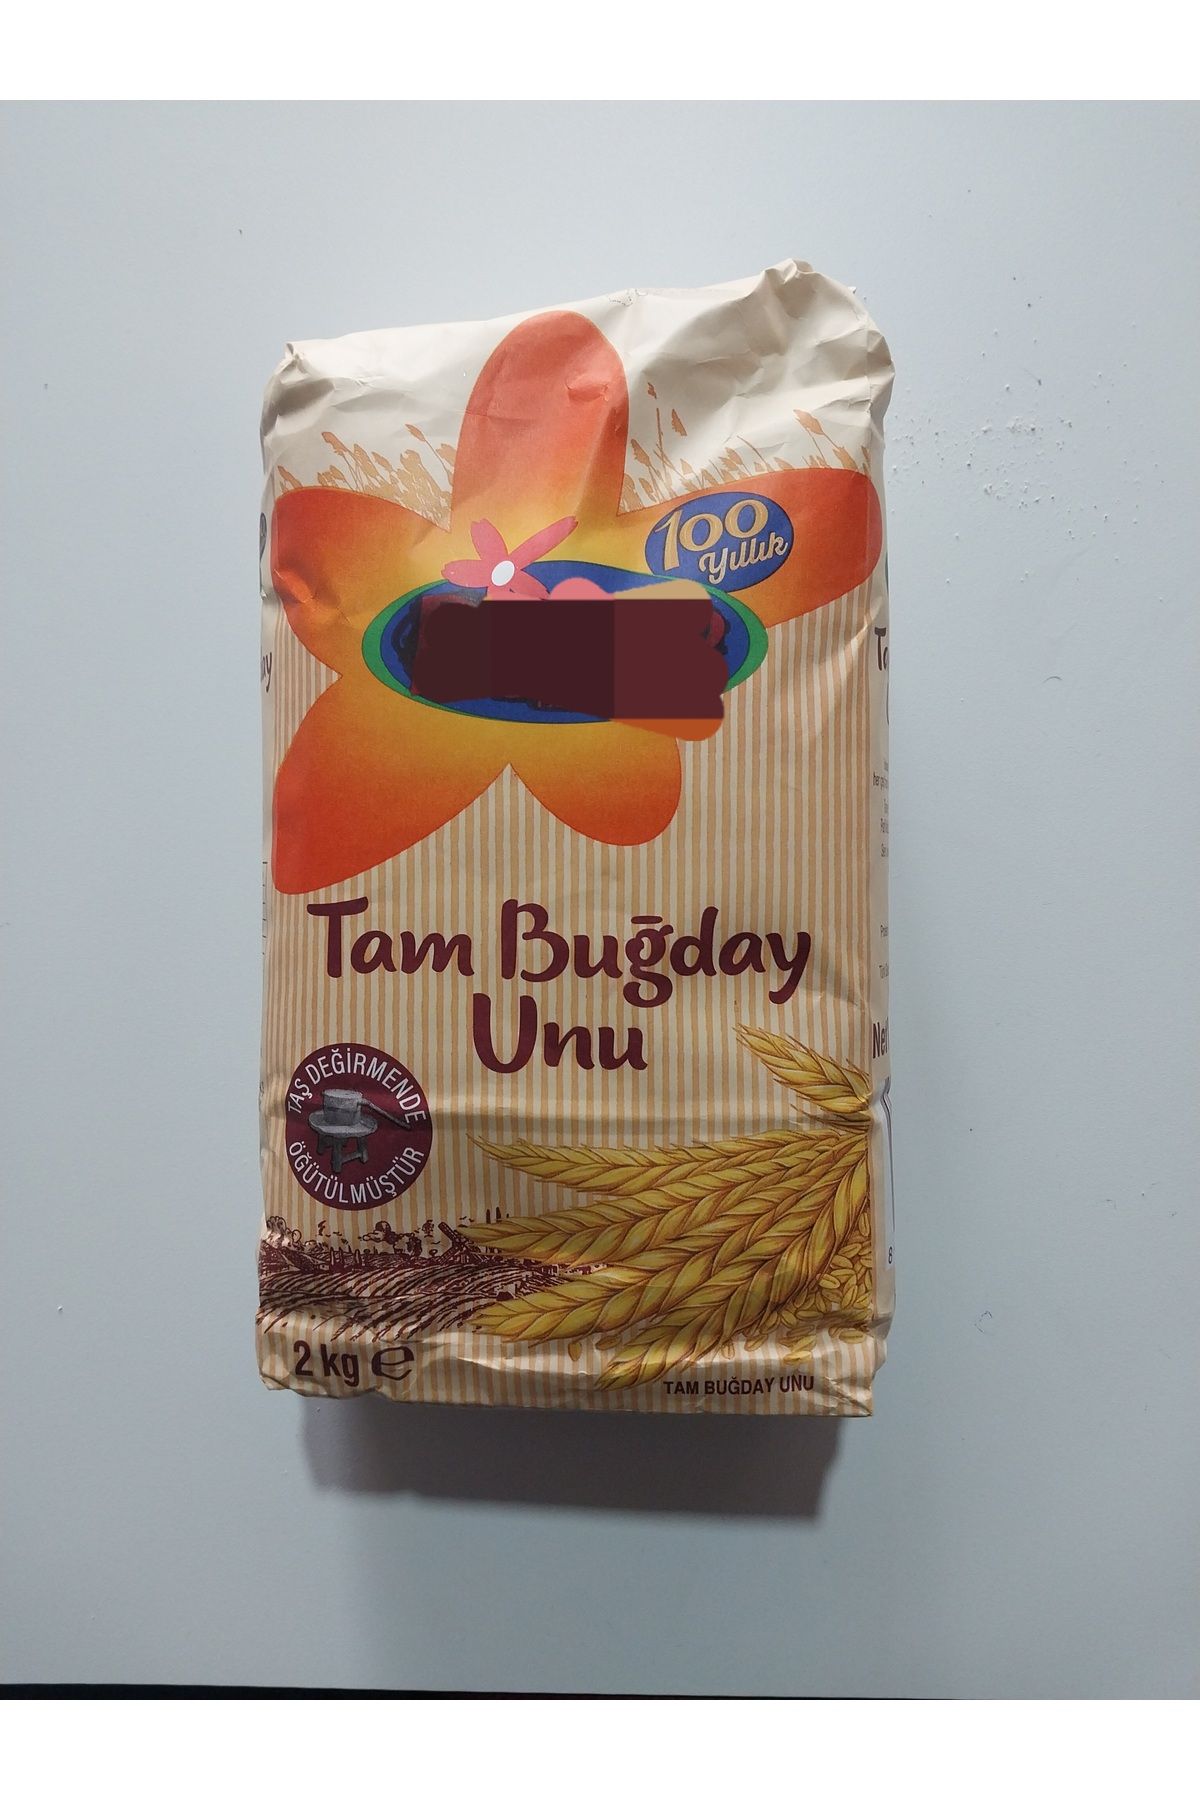 100
Yıllık
Tam Buğday
Unu
TAŞ DEĞİRMENDE
ÖĞÜTÜLMÜŞTÜR
2 kg e
TAM BUĞDAY UNU